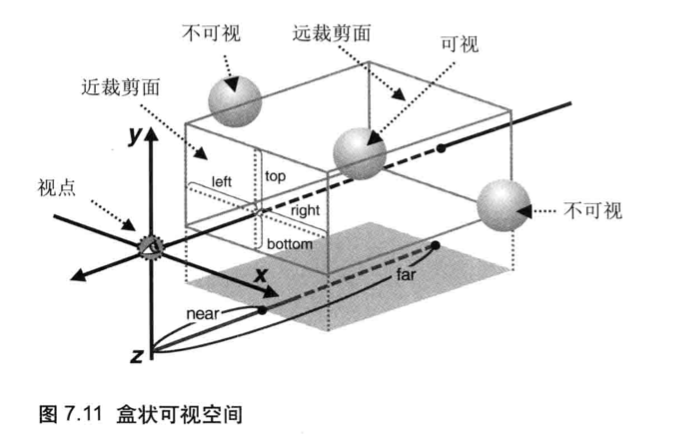 不可视
远裁剪面
可视
近裁剪面
y
left
top
视点
right
不可视
bottom
x
far
near
z
图 7.11 盒状可视空间